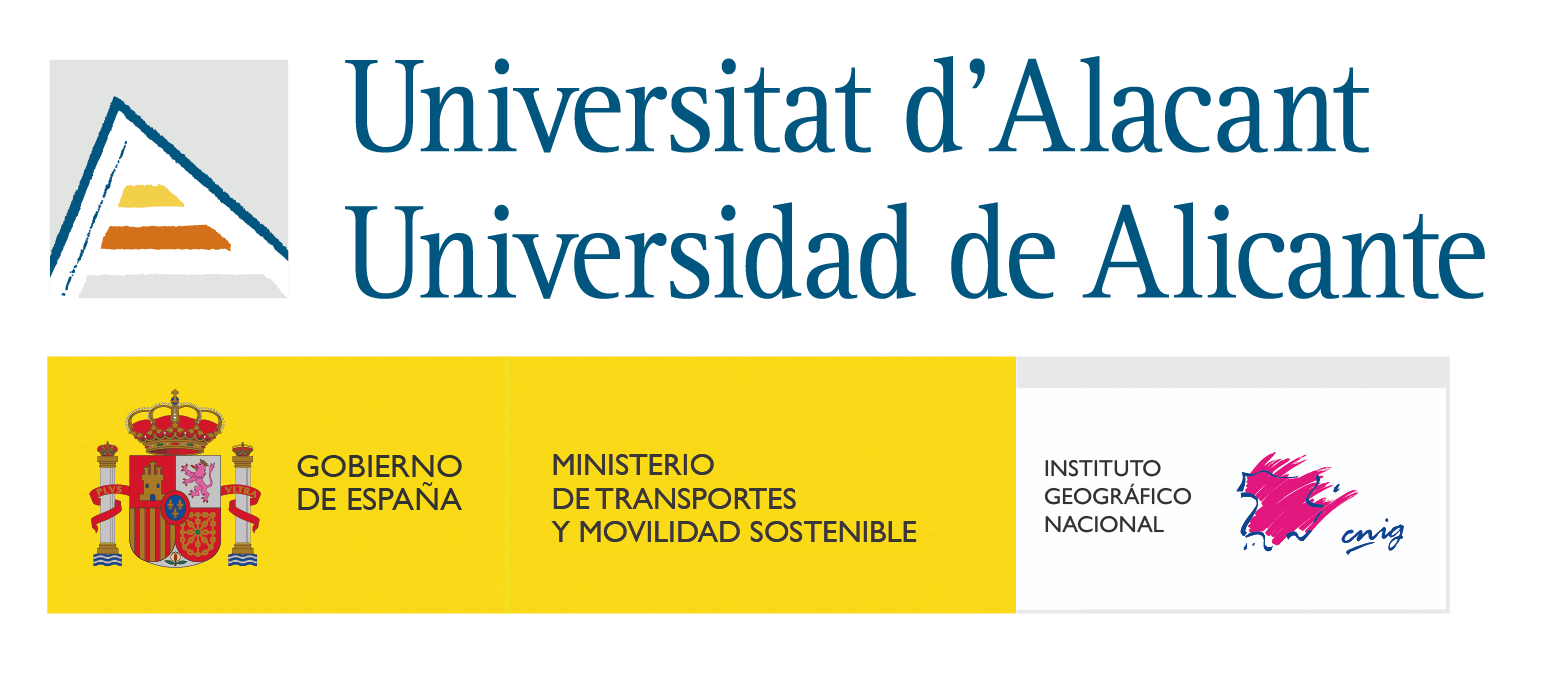 Universitat d'Alacant
Universidad de Alicante
GOBIERNO
DE ESPAÑA
MINISTERIO
DE TRANSPORTES
Y MOVILIDAD SOSTENIBLE
INSTITUTO
GEOGRÁFICO
NACIONAL
cnig
PLVS VLTRA